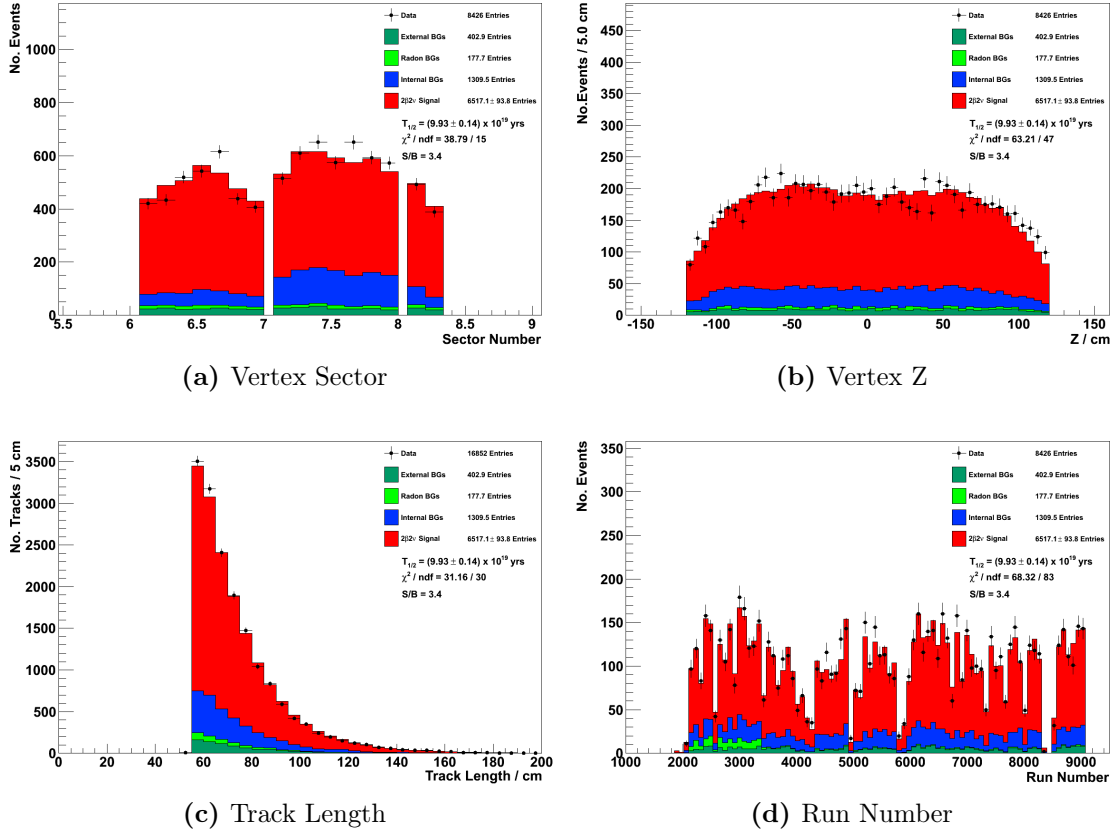 No. Events
1000
800
600
400
200
0
5.5 6 6.5 7 7.5 8 8.5 9
Sector Number
Data 8426 Entries
External BGs 402.9 Entries
Radon BGs 177.7 Entries
Internal BGs 1309.5 Entries
2β2ν Signal 6517.1 ± 93.8 Entries
T1/2 = (9.93 ± 0.14) x 10^19 yrs
χ² / ndf = 38.79 / 15
S/B = 3.4
(a) Vertex Sector
No.Events / 5.0 cm
450
400
350
300
250
200
150
100
50
0
-150 -100 -50 0 50 100 150
Z / cm
Data 8426 Entries
External BGs 402.9 Entries
Radon BGs 177.7 Entries
Internal BGs 1309.5 Entries
2β2ν Signal 6517.1 ± 93.8 Entries
T1/2 = (9.93 ± 0.14) x 10^19 yrs
χ² / ndf = 63.21 / 47
S/B = 3.4
(b) Vertex Z
No. Tracks / 5 cm
3500
3000
2500
2000
1500
1000
500
0
0 20 40 60 80 100 120 140 160 180 200
Track Length / cm
Data 16852 Entries
External BGs 402.9 Entries
Radon BGs 177.7 Entries
Internal BGs 1309.5 Entries
2β2ν Signal 6517.1 ± 93.8 Entries
T1/2 = (9.93 ± 0.14) x 10^19 yrs
χ² / ndf = 31.16 / 30
S/B = 3.4
(c) Track Length
No. Events
350
300
250
200
150
100
50
0
1000 2000 3000 4000 5000 6000 7000 8000 9000
Run Number
Data 8426 Entries
External BGs 402.9 Entries
Radon BGs 177.7 Entries
Internal BGs 1309.5 Entries
2β2ν Signal 6517.1 ± 93.8 Entries
T1/2 = (9.93 ± 0.14) x 10^19 yrs
χ² / ndf = 68.32 / 83
S/B = 3.4
(d) Run Number